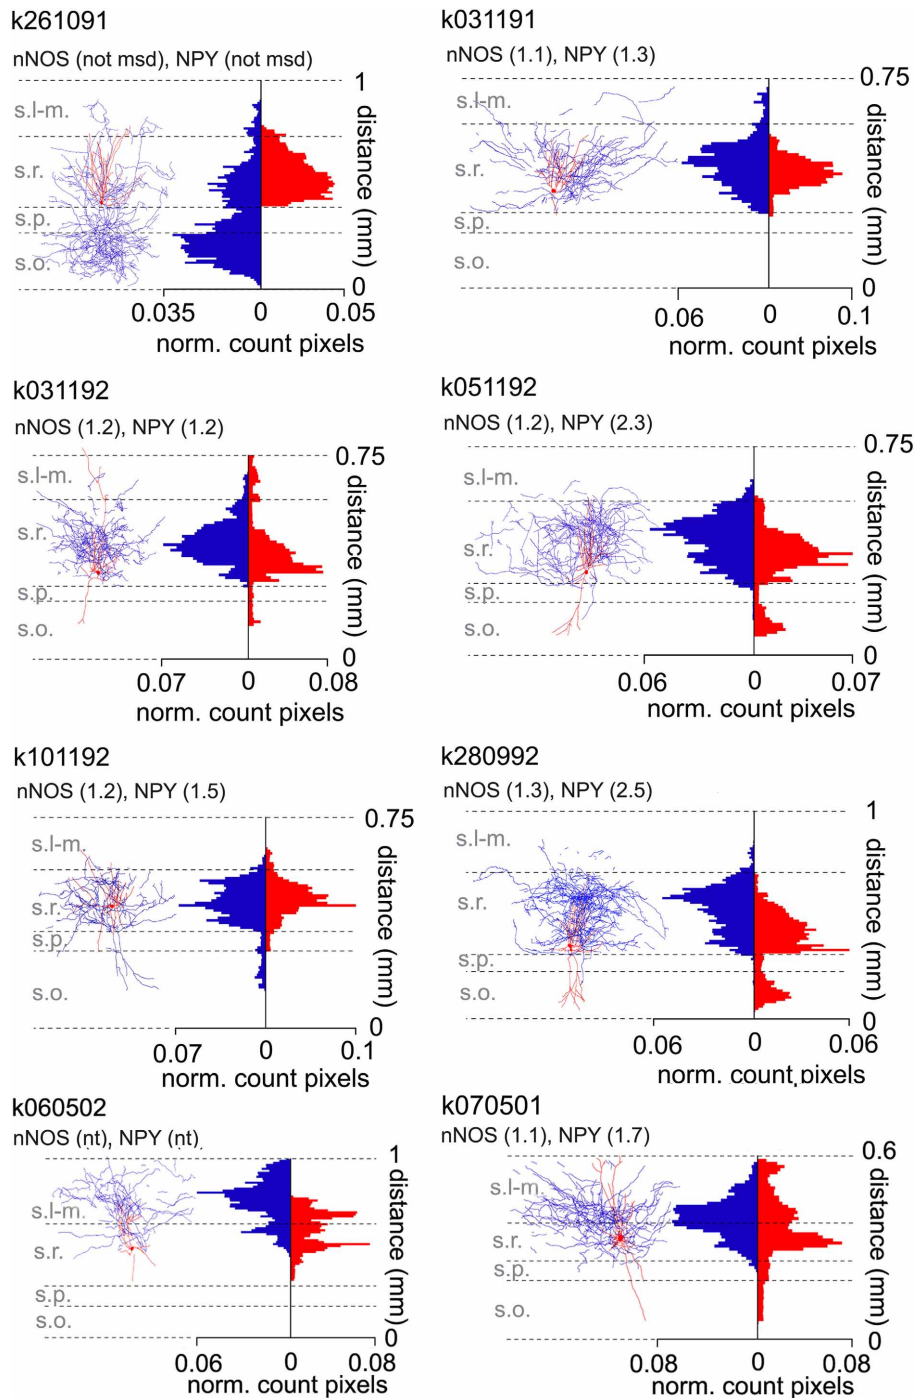 k261091
nNOS (not msd), NPY (not msd)
1
s.l-m.
s.r.
s.p.
s.o.
distance (mm)
0
0.035 0 0.05
norm. count pixels
k031191
nNOS (1.1), NPY (1.3)
0.75
s.l-m.
s.r.
s.p.
s.o.
distance (mm)
0
0.06 0 0.1
norm. count pixels
k031192
nNOS (1.2), NPY (1.2)
0.75
s.l-m.
s.r.
s.p.
s.o.
distance (mm)
0
0.07 0 0.08
norm. count pixels
k051192
nNOS (1.2), NPY (2.3)
0.75
s.l-m.
s.r.
s.p.
s.o.
distance (mm)
0
0.06 0 0.07
norm. count pixels
k101192
nNOS (1.2), NPY (1.5)
0.75
s.l-m.
s.r.
s.p.
s.o.
distance (mm)
0
0.07 0 0.1
norm. count pixels
k280992
nNOS (1.3), NPY (2.5)
1
s.l-m.
s.r.
s.p.
s.o.
distance (mm)
0
0.06 0 0.06
norm. count pixels
k060502
nNOS (nt), NPY (nt)
1
s.l-m.
s.r.
s.p.
s.o.
distance (mm)
0
0.06 0 0.08
norm. count pixels
k070501
nNOS (1.1), NPY (1.7)
0.6
s.l-m.
s.r.
s.p.
s.o.
distance (mm)
0
0.08 0 0.08
norm. count pixels